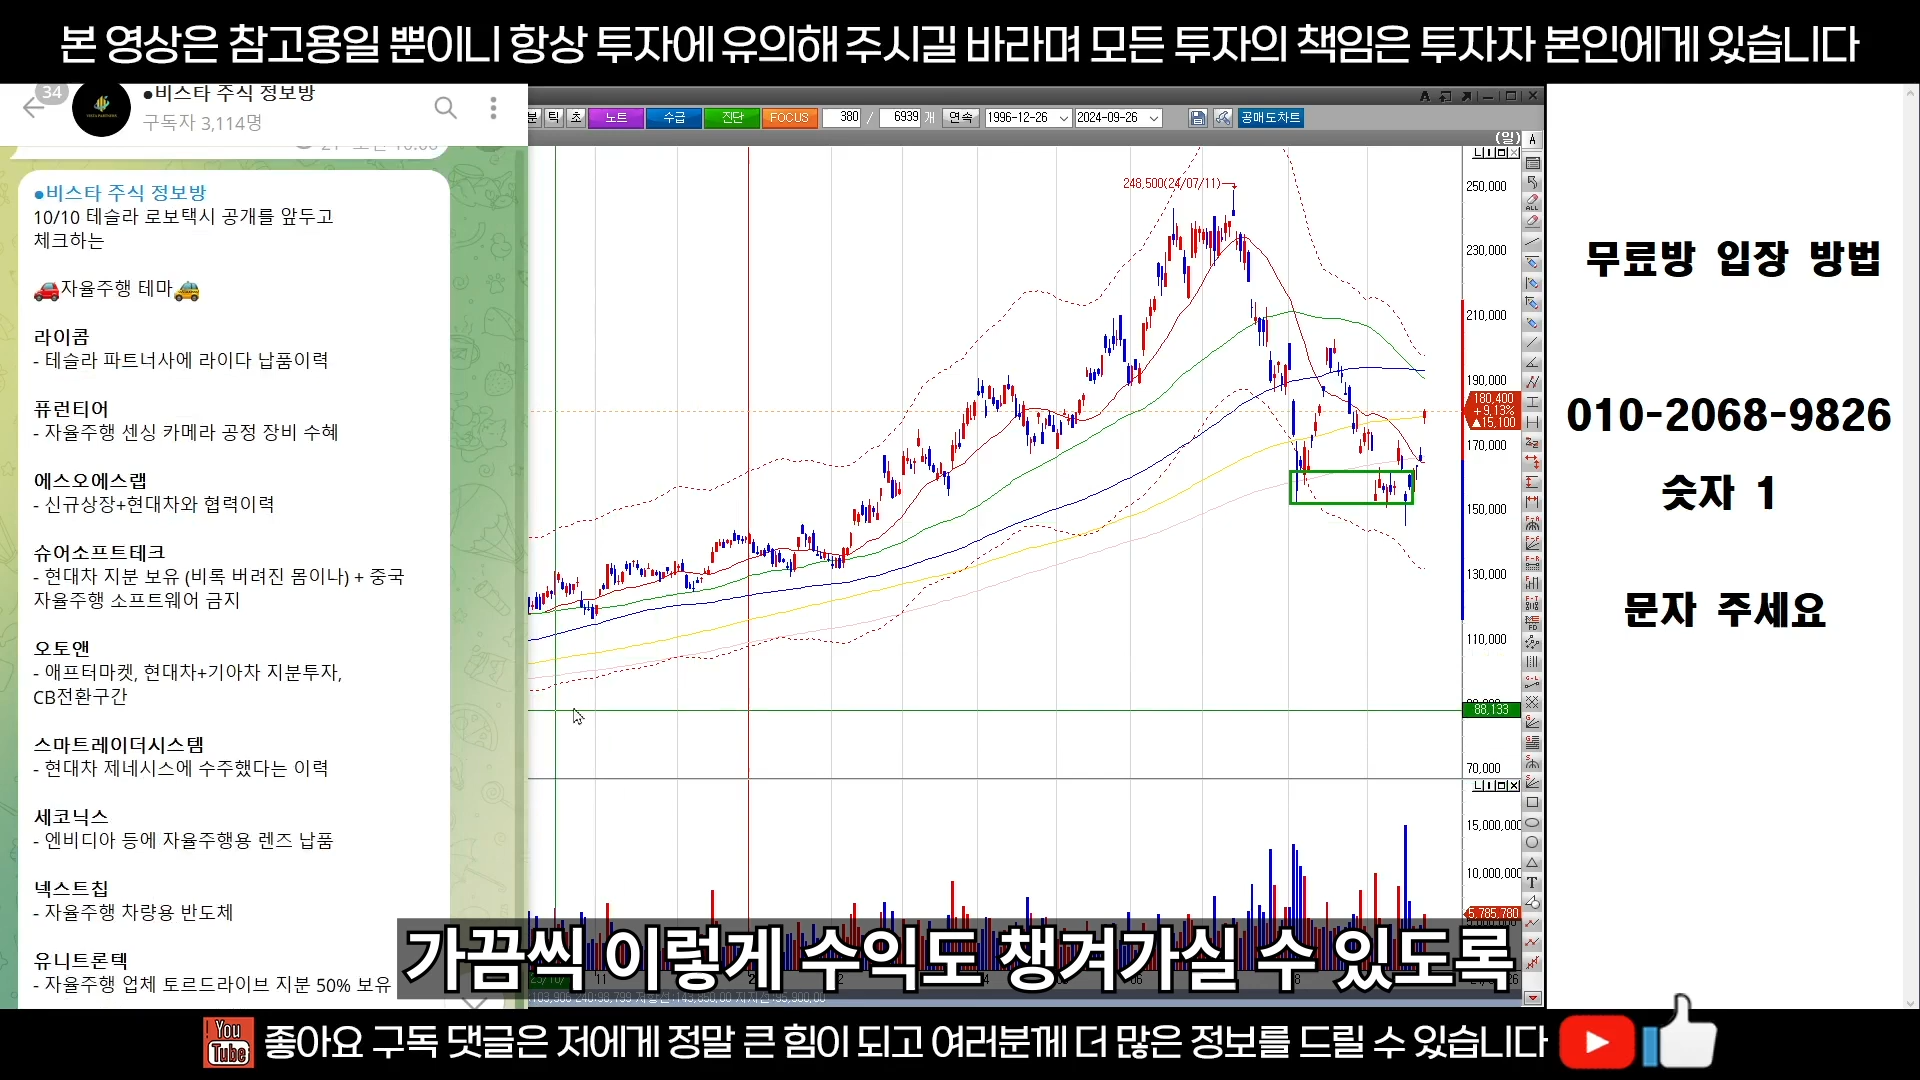 본 영상은 참고용일 뿐이니 항상 투자에 유의해 주시길 바라며 모든 투자의 책임은 투자자 본인에게 있습니다
34
●비스타 주식 정보방
구독자 3,114명
●비스타 주식 정보방
10/10 테슬라 로보택시 공개를 앞두고
체크하는
자율주행 테마
라이콤
- 테슬라 파트너사에 라이다 납품이력
퓨런티어
- 자율주행 센싱 카메라 공정 장비 수혜
에스오에스랩
- 신규상장+현대차와 협력이력
슈어소프트테크
- 현대차 지분 보유 (비록 버려진 몸이나) + 중국
자율주행 소프트웨어 금지
오토앤
- 애프터마켓, 현대차+기아차 지분투자,
CB전환구간
스마트레이더시스템
- 현대차 제네시스에 수주했다는 이력
세코닉스
- 엔비디아 등에 자율주행용 렌즈 납품
넥스트칩
- 자율주행 차량용 반도체
유니트론텍
- 자율주행 업체 토르드라이브 지분 50% 보유
분 틱 초 노트 수급 진단 FOCUS 380 / 6939 개 연속 1996-12-26 2024-09-26 공매도차트
(일)
248,500(24/07/11)
250,000
230,000
210,000
190,000
180,400
+9,13%
▲15,100
170,000
150,000
130,000
110,000
88,133
70,000
15,000,000
10,000,000
5,785,780
무료방 입장 방법
010-2068-9826
숫자 1
문자 주세요
가끔씩 이렇게 수익도 챙겨가실 수 있도록
You
Tube
좋아요 구독 댓글은 저에게 정말 큰 힘이 되고 여러분께 더 많은 정보를 드릴 수 있습니다